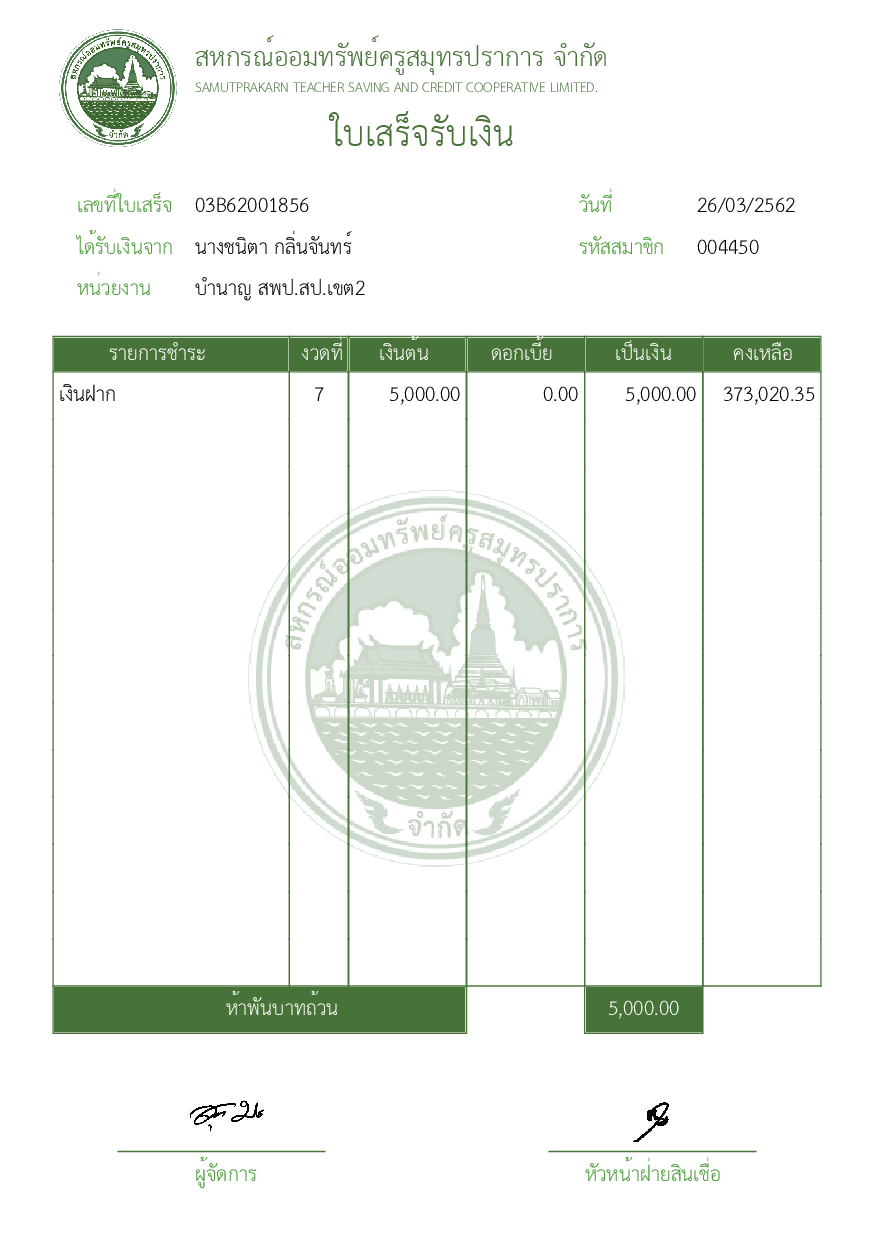 สหกรณ์ออมทรัพย์ครูสมุทรปราการ จำกัด
SAMUTPRAKARN TEACHER SAVING AND CREDIT COOPERATIVE LIMITED.
ใบเสร็จรับเงิน
เลขที่ใบเสร็จ 03B62001856 วันที่ 26/03/2562
ได้รับเงินจาก นางชนิตา กลิ่นจันทร์ รหัสสมาชิก 004450
หน่วยงาน บำนาญ สพป.สป.เขต2
รายการชำระ งวดที่ เงินต้น ดอกเบี้ย เป็นเงิน คงเหลือ
เงินฝาก 7 5,000.00 0.00 5,000.00 373,020.35
สหกรณ์ออมทรัพย์ครูสมุทรปราการ
จำกัด
ห้าพันบาทถ้วน 5,000.00
ผู้จัดการ หัวหน้าฝ่ายสินเชื่อ